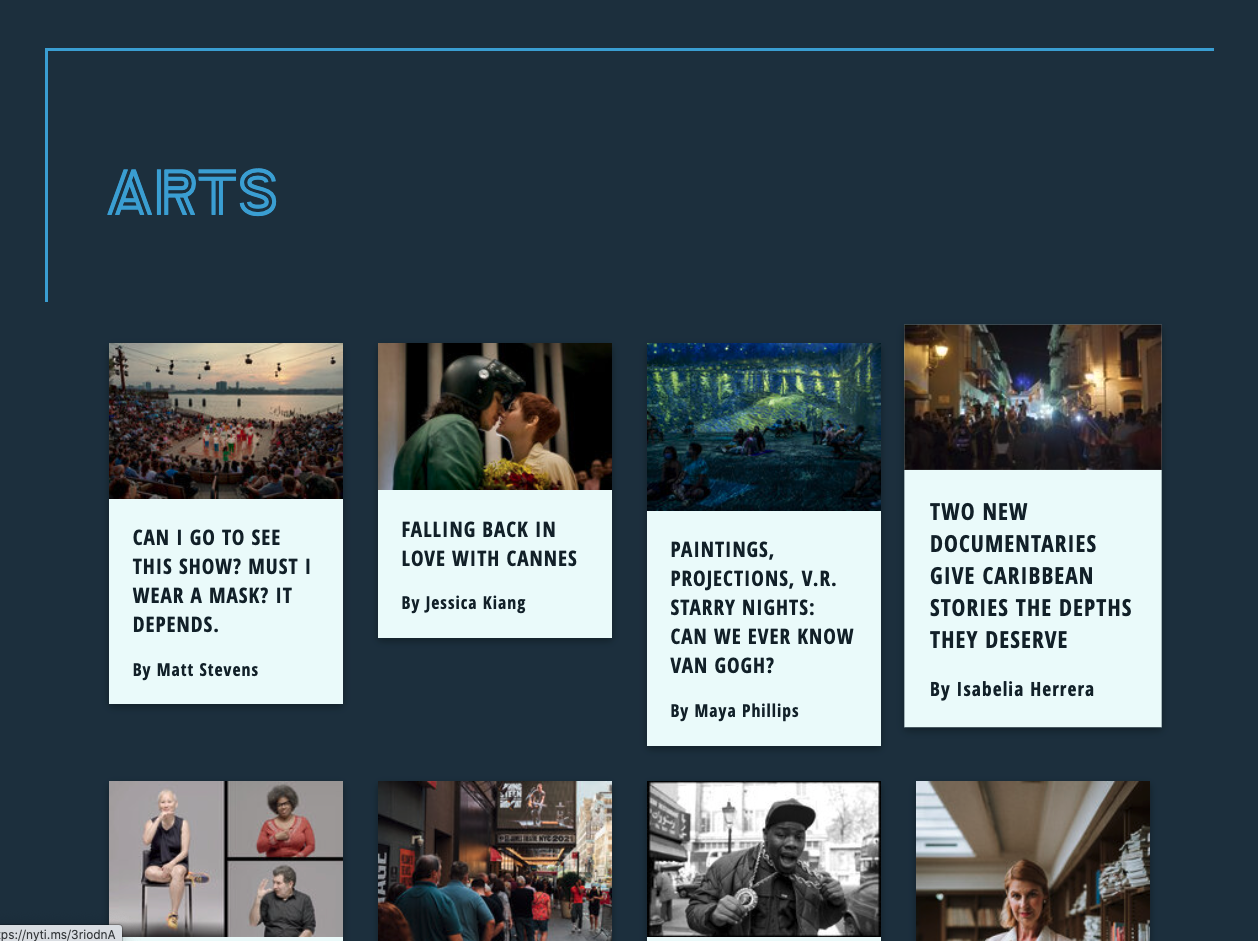 ARTS
CAN I GO TO SEE
THIS SHOW? MUST I
WEAR A MASK? IT
DEPENDS.
By Matt Stevens
FALLING BACK IN
LOVE WITH CANNES
By Jessica Kiang
PAINTINGS,
PROJECTIONS, V.R.
STARRY NIGHTS:
CAN WE EVER KNOW
VAN GOGH?
By Maya Phillips
TWO NEW
DOCUMENTARIES
GIVE CARIBBEAN
STORIES THE DEPTHS
THEY DESERVE
By Isabelia Herrera
tps://nyti.ms/3riodnA